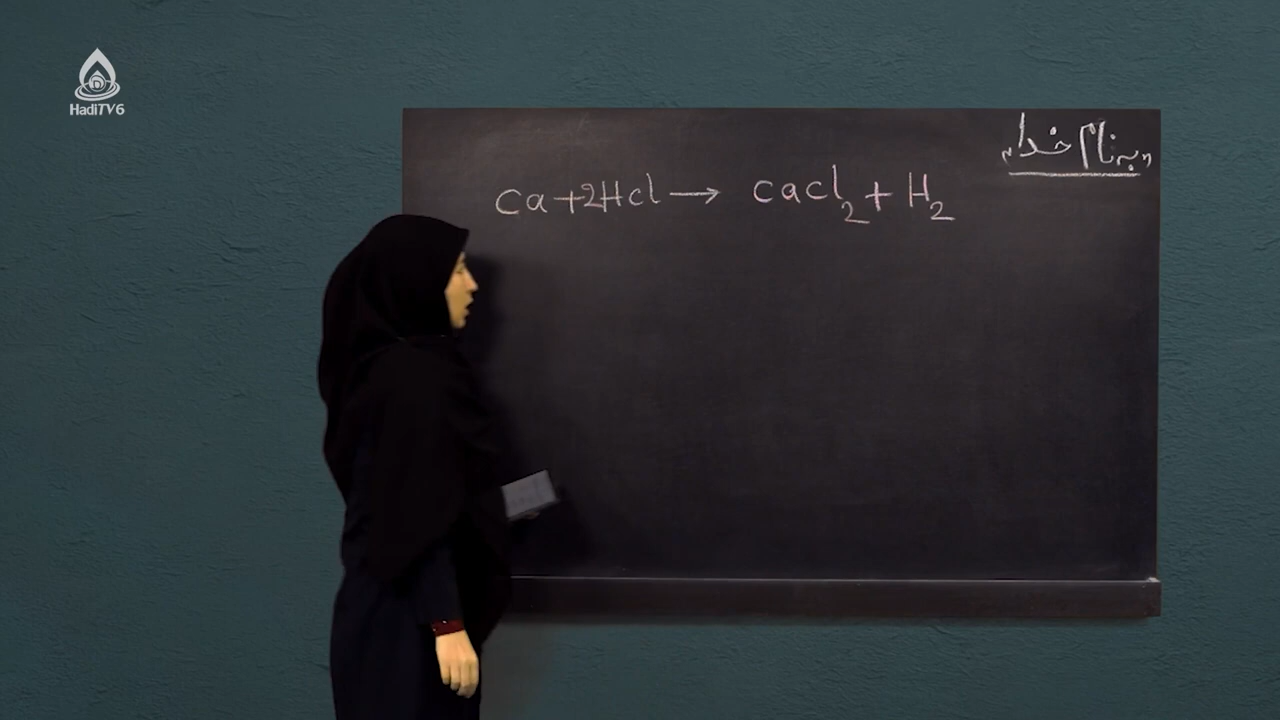 HadiTV6
"به نام خدا"
Ca +2Hcl → cacl₂ + H₂